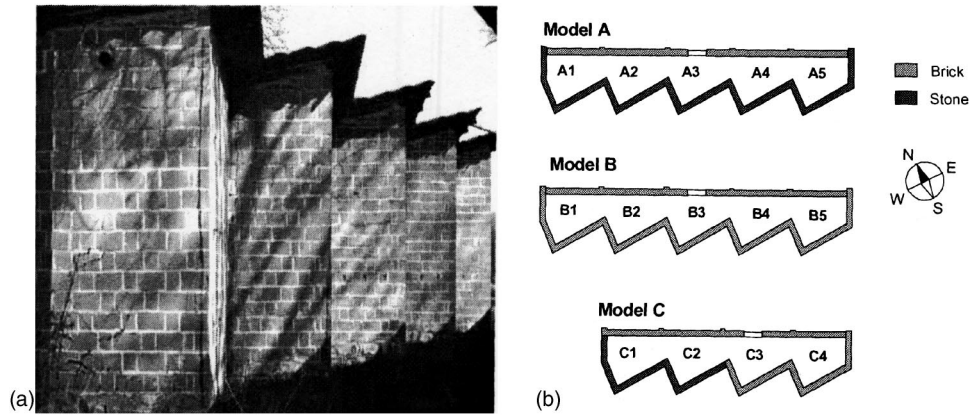 (a)
(b)
Model A
A1 A2 A3 A4 A5
Model B
B1 B2 B3 B4 B5
Model C
C1 C2 C3 C4
Brick
Stone
N
E
W
S